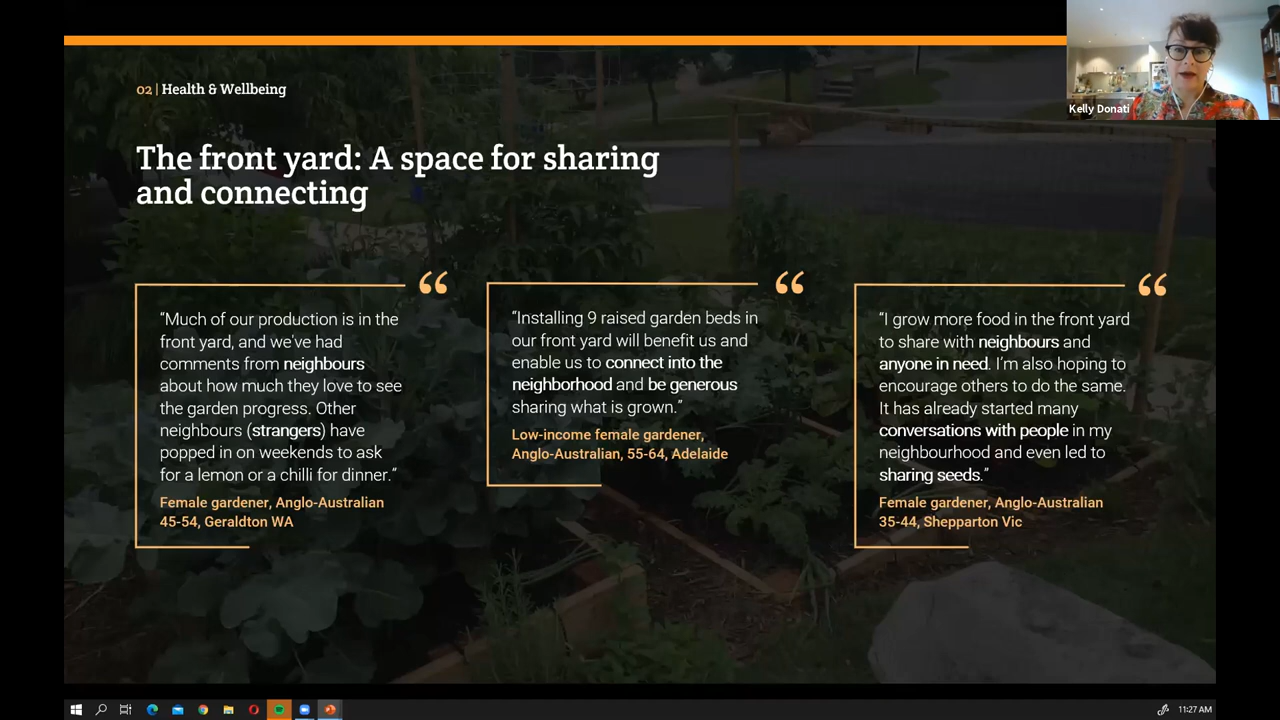 02 | Health & Wellbeing
The front yard: A space for sharing
and connecting
“Much of our production is in the
front yard, and we've had
comments from neighbours
about how much they love to see
the garden progress. Other
neighbours (strangers) have
popped in on weekends to ask
for a lemon or a chilli for dinner.”
Female gardener, Anglo-Australian
45-54, Geraldton WA
“Installing 9 raised garden beds in
our front yard will benefit us and
enable us to connect into the
neighborhood and be generous
sharing what is grown.”
Low-income female gardener,
Anglo-Australian, 55-64, Adelaide
“I grow more food in the front yard
to share with neighbours and
anyone in need. I’m also hoping to
encourage others to do the same.
It has already started many
conversations with people in my
neighbourhood and even led to
sharing seeds.”
Female gardener, Anglo-Australian
35-44, Shepparton Vic
Kelly Donati
11:27 AM